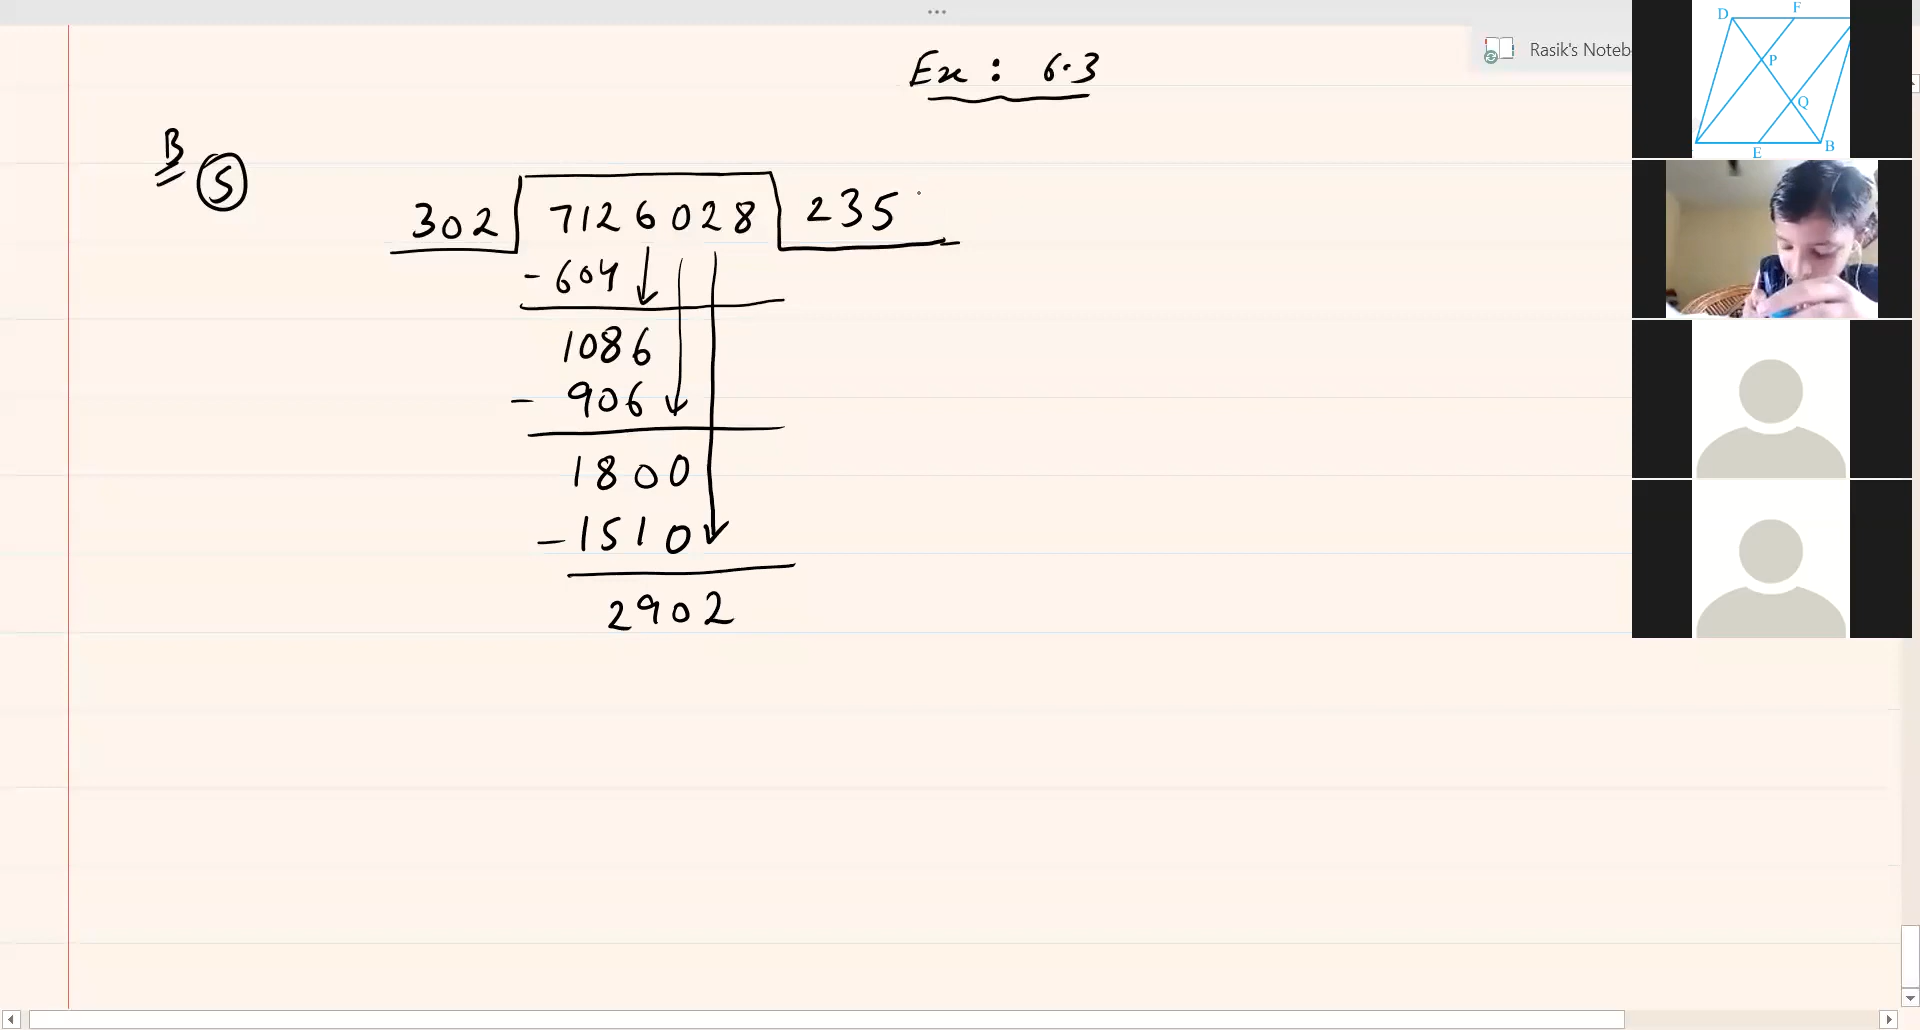 Ex : 6.3
Rasik's Noteb
B
5
302 7126028 235
- 604
1086
- 906
1800
- 1510
2902
D F
P
Q
E B